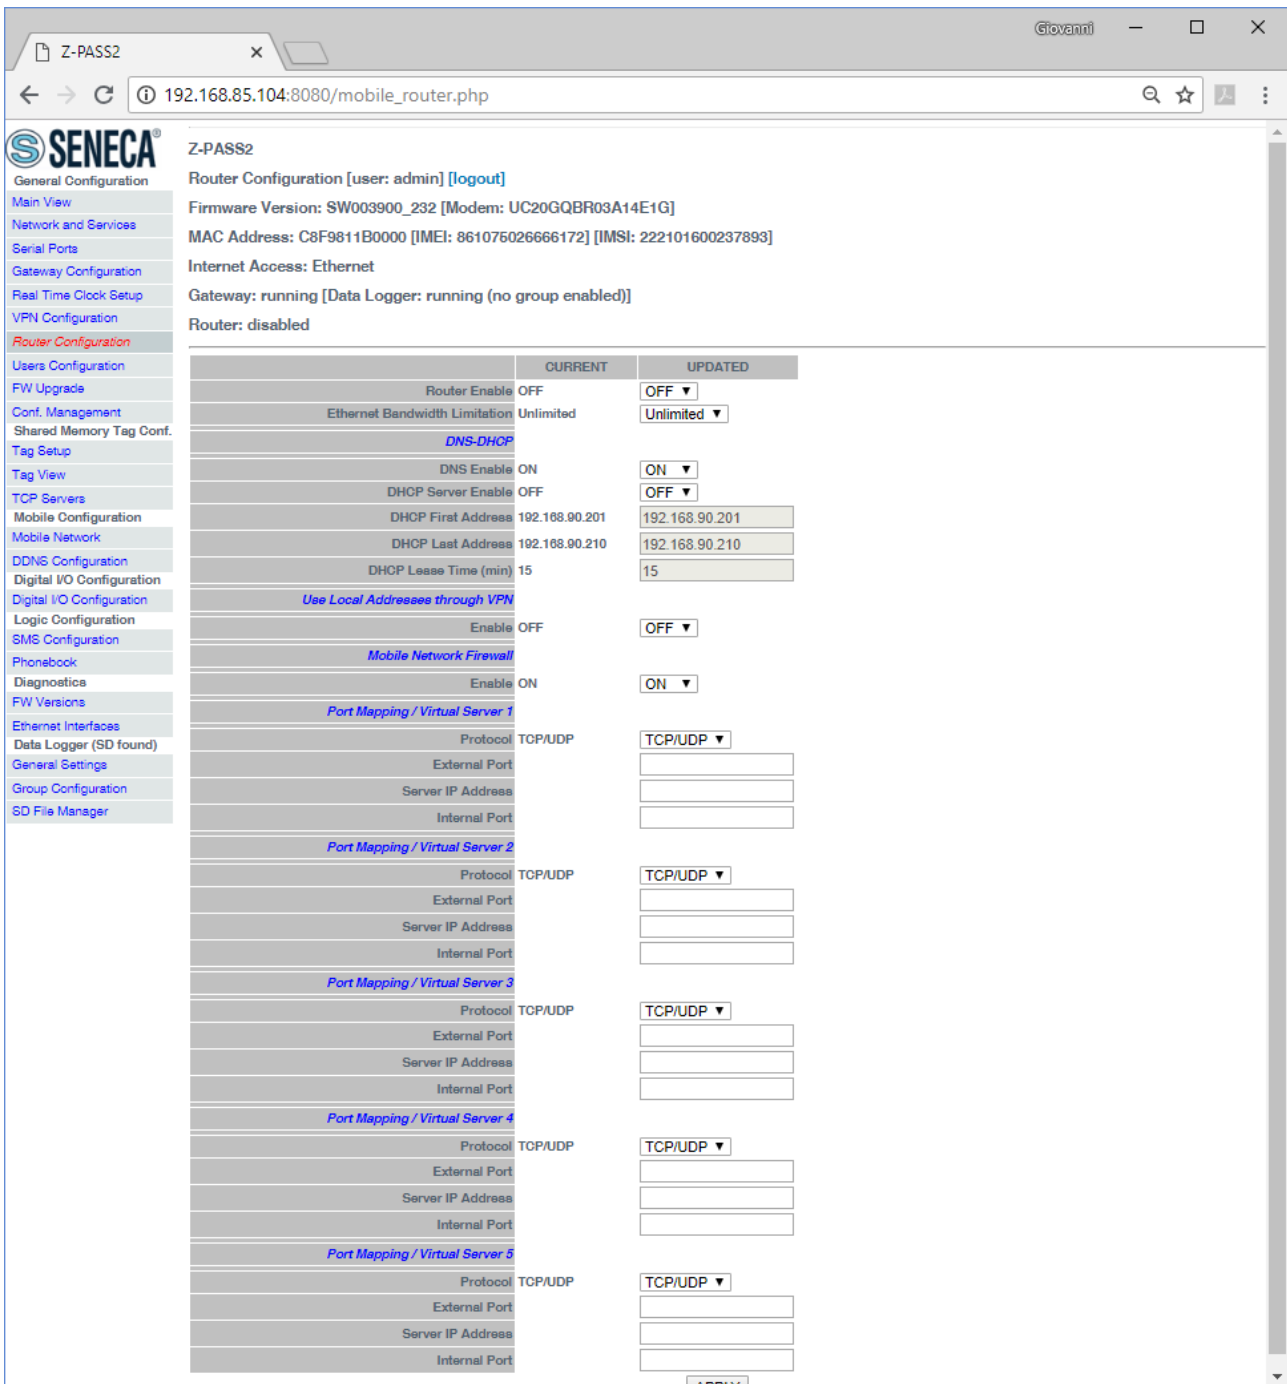 Giovanni
Z-PASS2
192.168.85.104:8080/mobile_router.php
SENECA®
General Configuration
Main View
Network and Services
Serial Ports
Gateway Configuration
Real Time Clock Setup
VPN Configuration
Router Configuration
Users Configuration
FW Upgrade
Conf. Management
Shared Memory Tag Conf.
Tag Setup
Tag View
TCP Servers
Mobile Configuration
Mobile Network
DDNS Configuration
Digital I/O Configuration
Digital I/O Configuration
Logic Configuration
SMS Configuration
Phonebook
Diagnostics
FW Versions
Ethernet Interfaces
Data Logger (SD found)
General Settings
Group Configuration
SD File Manager
Z-PASS2
Router Configuration [user: admin] [logout]
Firmware Version: SW003900_232 [Modem: UC20GQBR03A14E1G]
MAC Address: C8F9811B0000 [IMEI: 861075026666172] [IMSI: 222101600237893]
Internet Access: Ethernet
Gateway: running [Data Logger: running (no group enabled)]
Router: disabled
CURRENT UPDATED
Router Enable OFF OFF
Ethernet Bandwidth Limitation Unlimited Unlimited
DNS-DHCP
DNS Enable ON ON
DHCP Server Enable OFF OFF
DHCP First Address 192.168.90.201 192.168.90.201
DHCP Last Address 192.168.90.210 192.168.90.210
DHCP Lease Time (min) 15 15
Use Local Addresses through VPN
Enable OFF OFF
Mobile Network Firewall
Enable ON ON
Port Mapping / Virtual Server 1
Protocol TCP/UDP TCP/UDP
External Port
Server IP Address
Internal Port
Port Mapping / Virtual Server 2
Protocol TCP/UDP TCP/UDP
External Port
Server IP Address
Internal Port
Port Mapping / Virtual Server 3
Protocol TCP/UDP TCP/UDP
External Port
Server IP Address
Internal Port
Port Mapping / Virtual Server 4
Protocol TCP/UDP TCP/UDP
External Port
Server IP Address
Internal Port
Port Mapping / Virtual Server 5
Protocol TCP/UDP TCP/UDP
External Port
Server IP Address
Internal Port